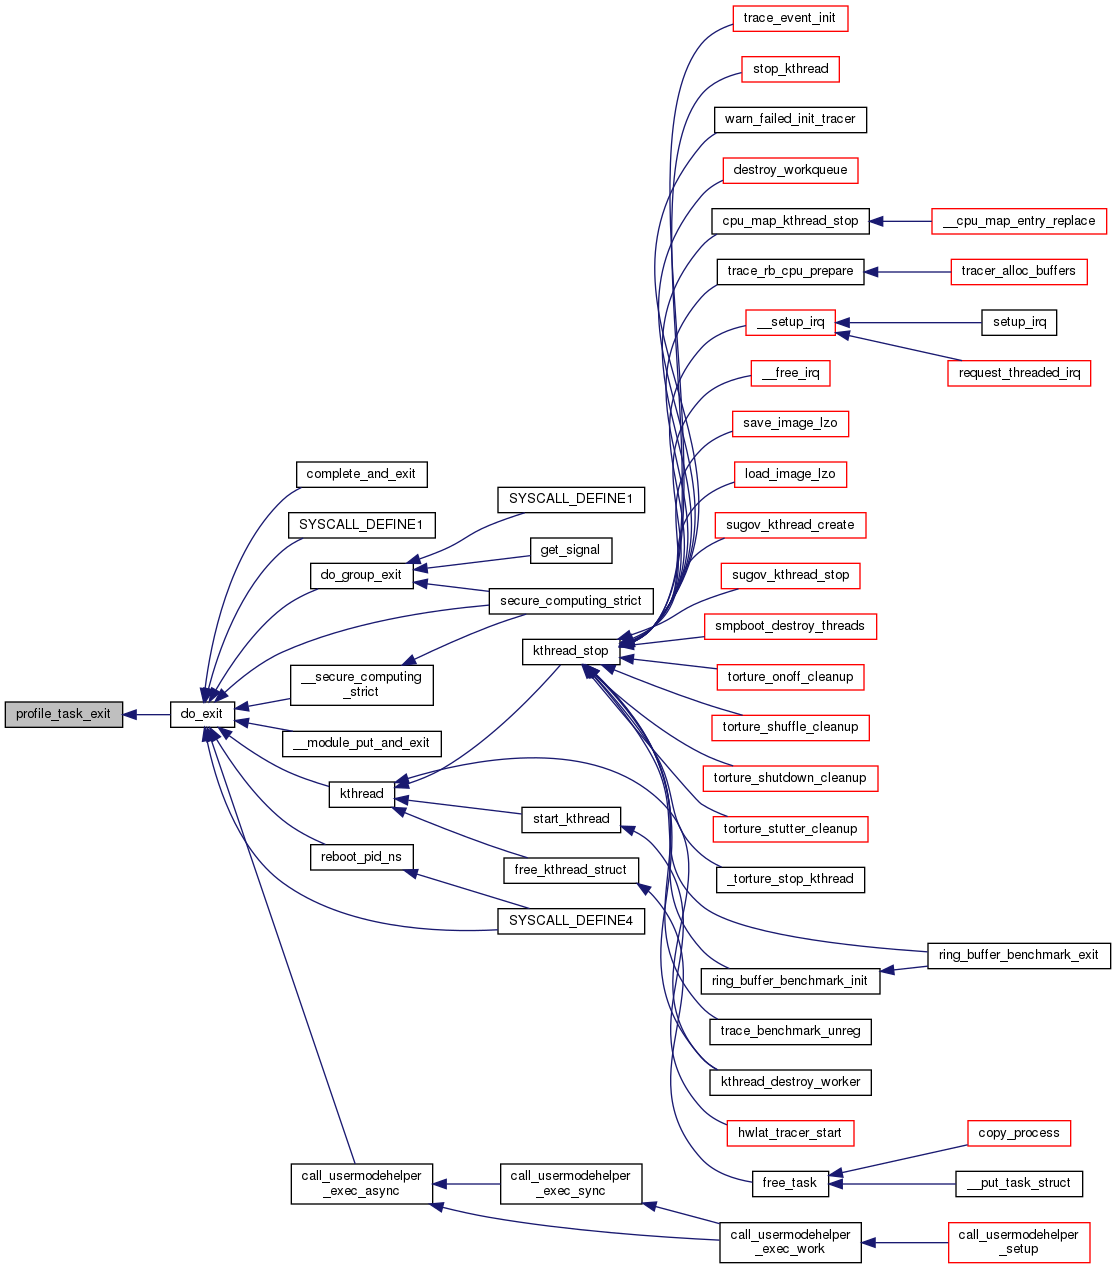 trace_event_init
stop_kthread
warn_failed_init_tracer
destroy_workqueue
cpu_map_kthread_stop
__cpu_map_entry_replace
trace_rb_cpu_prepare
tracer_alloc_buffers
__setup_irq
setup_irq
request_threaded_irq
__free_irq
save_image_lzo
load_image_lzo
complete_and_exit
SYSCALL_DEFINE1
SYSCALL_DEFINE1
sugov_kthread_create
get_signal
do_group_exit
sugov_kthread_stop
secure_computing_strict
smpboot_destroy_threads
kthread_stop
torture_onoff_cleanup
__secure_computing
_strict
profile_task_exit
do_exit
torture_shuffle_cleanup
__module_put_and_exit
torture_shutdown_cleanup
kthread
start_kthread
torture_stutter_cleanup
reboot_pid_ns
free_kthread_struct
_torture_stop_kthread
SYSCALL_DEFINE4
ring_buffer_benchmark_exit
ring_buffer_benchmark_init
trace_benchmark_unreg
kthread_destroy_worker
hwlat_tracer_start
copy_process
call_usermodehelper
_exec_async
call_usermodehelper
_exec_sync
free_task
__put_task_struct
call_usermodehelper
_exec_work
call_usermodehelper
_setup